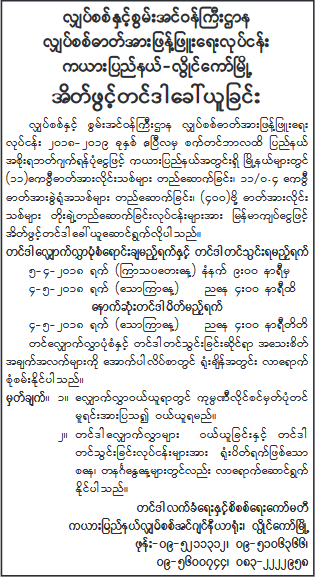 လျှပ်စစ်နှင့်စွမ်းအင်ဝန်ကြီးဌာန
လျှပ်စစ်ဓာတ်အားဖြန့်ဖြူးရေးလုပ်ငန်း
ကယားပြည်နယ်-လွိုင်ကော်မြို့
အိတ်ဖွင့်တင်ဒါခေါ်ယူခြင်း
လျှပ်စစ်နှင့် စွမ်းအင်ဝန်ကြီးဌာန လျှပ်စစ်ဓာတ်အားဖြန့်ဖြူးရေး
လုပ်ငန်း ၂၀၁၈-၂၀၁၉ ခုနှစ် ဧပြီလမှ စက်တင်ဘာလထိ ပြည်နယ်
အစိုးရဘတ်ဂျက်ရန်ပုံငွေဖြင့် ကယားပြည်နယ်အတွင်းရှိ မြို့နယ်များတွင်
(၁၁)ကေဗွီဓာတ်အားလိုင်းသစ်များ တည်ဆောက်ခြင်း၊ ၁၁/၀.၄ ကေဗွီ
ဓာတ်အားခွဲရုံအသစ်များ တည်ဆောက်ခြင်း၊ (၄၀၀)ဗို့ ဓာတ်အားလိုင်း
သစ်များ တိုးချဲ့တည်ဆောက်ခြင်းလုပ်ငန်းများအား မြန်မာကျပ်ငွေဖြင့်
အိတ်ဖွင့်တင်ဒါခေါ်ယူဆောင်ရွက်လိုပါသည်။
တင်ဒါလျှောက်လွှာပုံစံရောင်းချမည့်ရက်နှင့် တင်ဒါတင်သွင်းရမည့်ရက်
၅-၄-၂၀၁၈ ရက် (ကြာသပတေးနေ့) နံနက် ၉းဝဝ နာရီမှ
၄-၅-၂၀၁၈ ရက် (သောကြာနေ့) ညနေ ၄းဝဝ နာရီထိ
နောက်ဆုံးတင်ဒါပိတ်မည့်ရက်
၄-၅-၂၀၁၈ ရက် (သောကြာနေ့) ညနေ ၄းဝဝ နာရီတိတိ
တင်ဒါလျှောက်လွှာပုံစံနှင့် တင်ဒါတင်သွင်းခြင်းဆိုင်ရာ အသေးစိတ်
အချက်အလက်များကို အောက်ပါလိပ်စာတွင် ရုံးချိန်အတွင်း လာရောက်
စုံစမ်းနိုင်ပါသည်။
မှတ်ချက်။ ၁။ လျှောက်လွှာဝယ်ယူရာတွင် ကုမ္ပဏီလိုင်စင်မှတ်ပုံတင်
မူရင်းအားပြသ၍ ဝယ်ယူရမည်။
၂။ တင်ဒါလျှောက်လွှာများ ဝယ်ယူခြင်းနှင့် တင်ဒါ
တင်သွင်းခြင်းလုပ်ငန်းများအား ရုံးပိတ်ရက်ဖြစ်သော
စနေ၊ တနင်္ဂနွေနေ့များတွင်လည်း လာရောက်ဆောင်ရွက်
နိုင်ပါသည်။
တင်ဒါလက်ခံရေးနှင့်စိစစ်ရေးကော်မတီ
ကယားပြည်နယ်လျှပ်စစ်အင်ဂျင်နီယာရုံး၊ လွိုင်ကော်မြို့
ဖုန်း-၀၉-၅၂၁၁၃၁၂၊ ၀၉-၅၁၀၆၃၆၆၊
၀၉-၅၆၀၀၇၄၄၊ ၀၈၃-၂၂၂၂၉၅၈